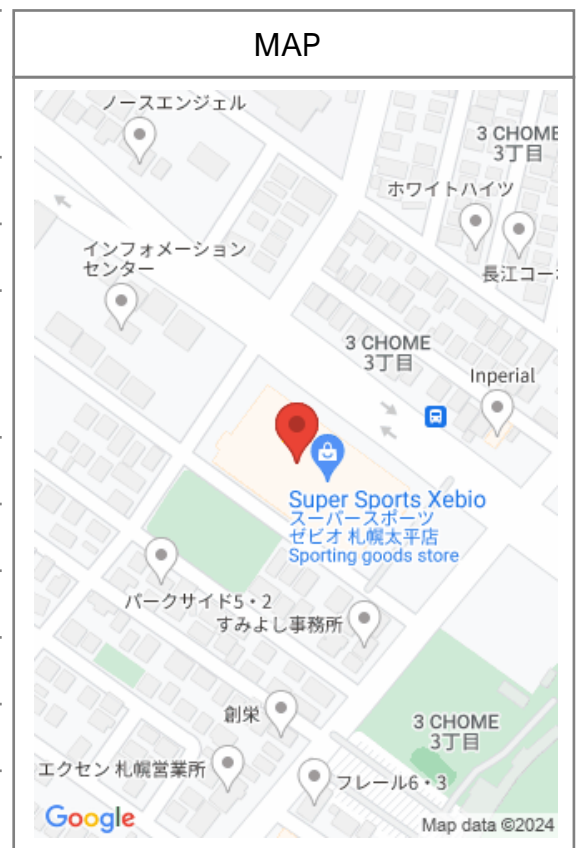 MAP
ノースエンジェル
3 CHOME
3丁目
ホワイトハイツ
インフォメーション
センター
長江コー
3 CHOME
3丁目
Inperial
Super Sports Xebio
スーパースポーツ
ゼビオ 札幌太平店
Sporting goods store
パークサイド5・2
すみよし事務所
創栄
3 CHOME
3丁目
エクセン 札幌営業所
フレール6・3
Google
Map data ©2024